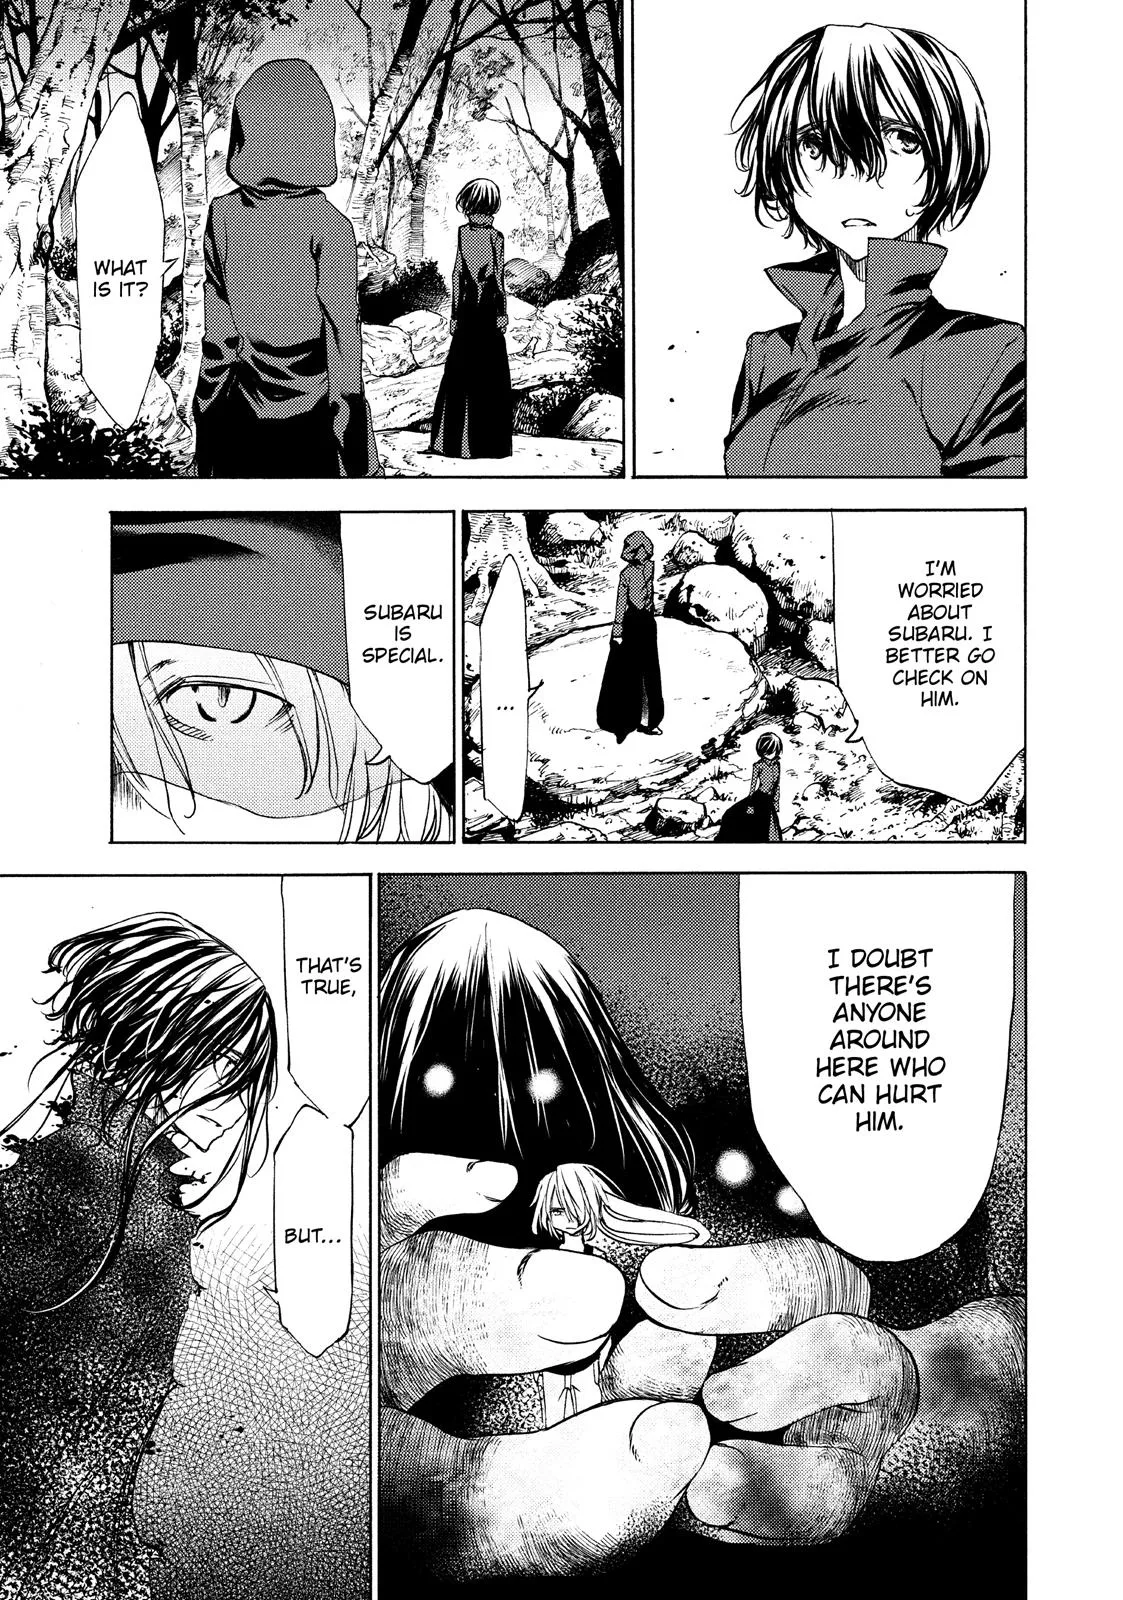 WHAT
IS IT?
I'M
WORRIED
ABOUT
SUBARU. I
BETTER GO
CHECK ON
HIM.
...
SUBARU
IS
SPECIAL.
I DOUBT
THERE'S
ANYONE
AROUND
HERE WHO
CAN HURT
HIM.
THAT'S
TRUE,
BUT...